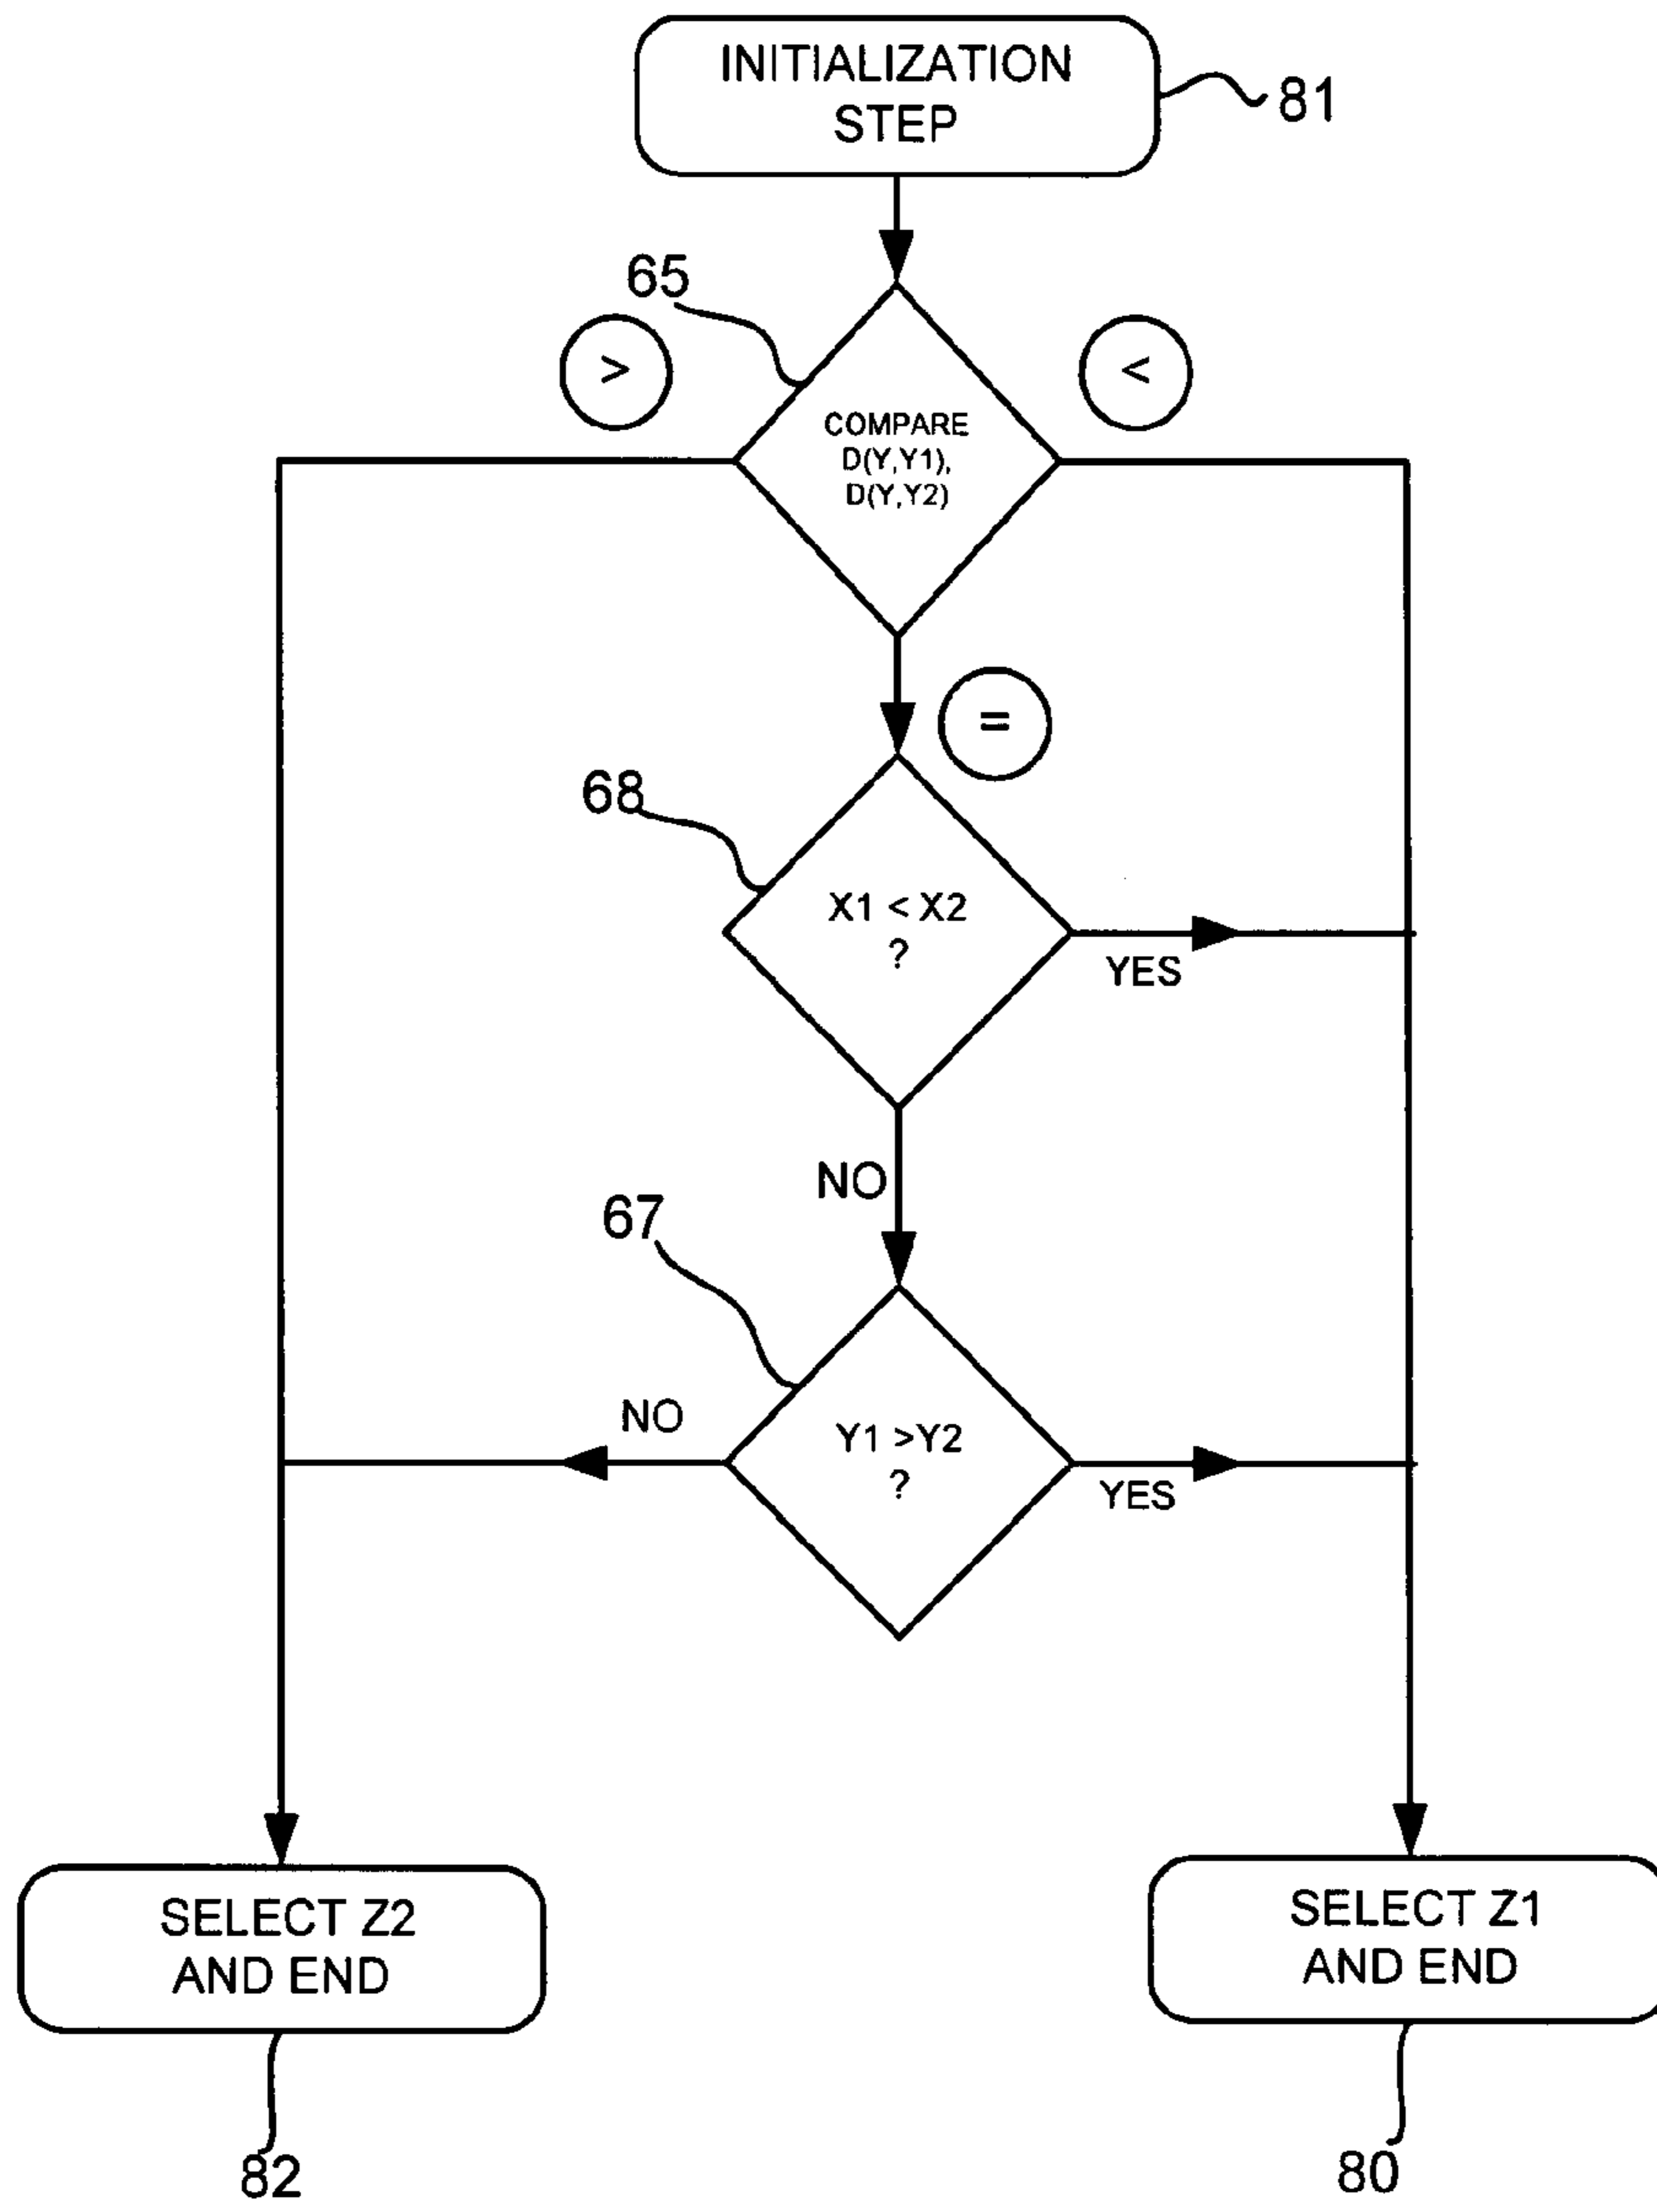 INITIALIZATION
STEP
81
65
>
<
COMPARE
D(Y,Y1),
D(Y,Y2)
=
68
X1 < X2
?
YES
NO
67
NO
Y1 >Y2
?
YES
SELECT Z2
AND END
SELECT Z1
AND END
82
80